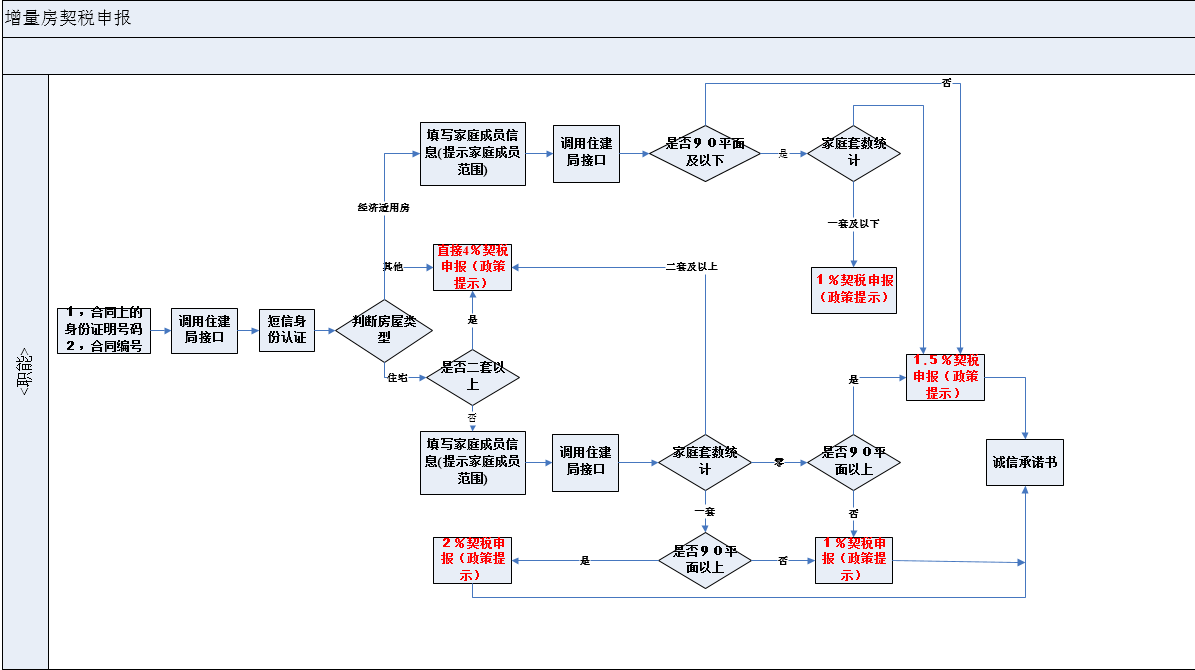 增量房契税申报
<职能>
1，合同上的
身份证明号码
2，合同编号
调用住建
局接口
短信身
份认证
判断房屋类
型
经济适用房
其他
住宅
填写家庭成员信
息(提示家庭成员
范围)
调用住建
局接口
是否９０平面
及以下
是
否
家庭套数统
计
一套及以下
1％契税申报
（政策提示）
直接4％契税
申报（政策
提示）
二套及以上
是
是否二套以
上
否
填写家庭成员信
息(提示家庭成员
范围)
调用住建
局接口
家庭套数统
计
零
是否９０平
面以上
是
1.5％契税
申报（政策
提示）
诚信承诺书
一套
否
是否９０平
面以上
是
2％契税申
报（政策提
示）
否
1％契税申
报（政策提
示）